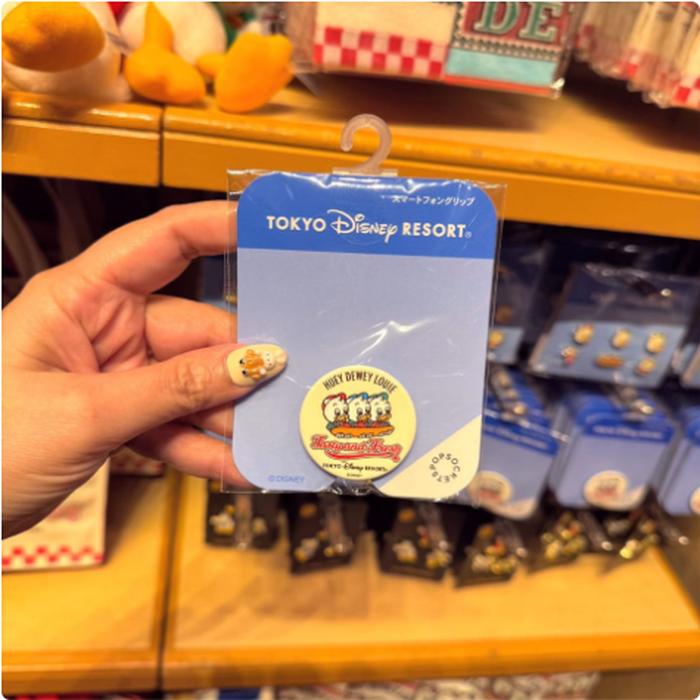 DE
スマートフォングリップ
TOKYO Disney RESORT®
HUEY DEWEY LOUIE
TOKYO Disney RESORT®
POPSOCKETS
© DISNEY